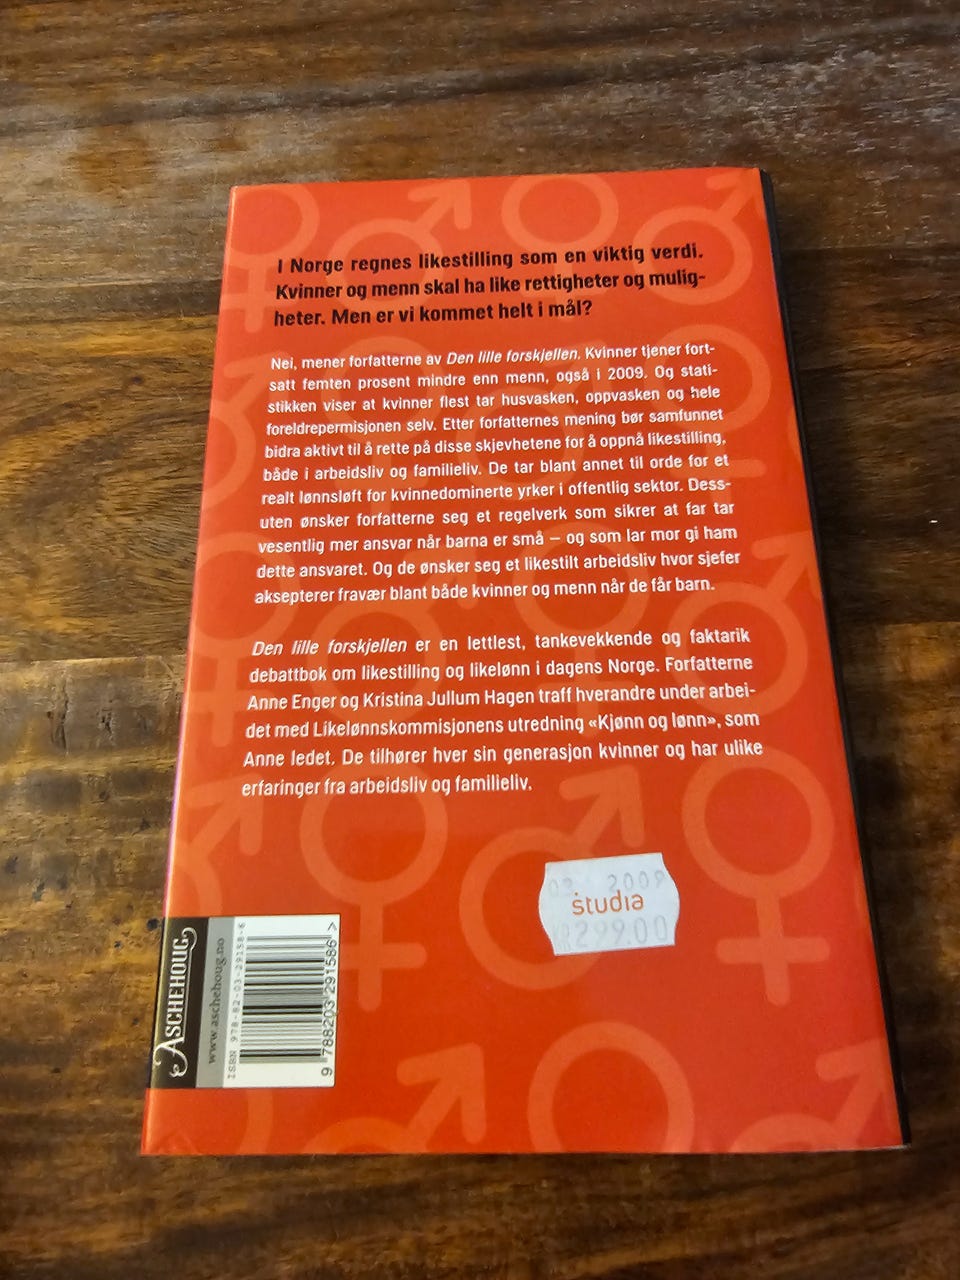 I Norge regnes likestilling som en viktig verdi.
Kvinner og menn skal ha like rettigheter og mulig-
heter. Men er vi kommet helt i mål?
Nei, mener forfatterne av Den lille forskjellen. Kvinner tjener fort-
satt femten prosent mindre enn menn, også i 2009. Og stati-
stikken viser at kvinner flest tar husvasken, oppvasken og hele
foreldrepermisjonen selv. Etter forfatternes mening bør samfunnet
bidra aktivt til å rette på disse skjevhetene for å oppnå likestilling,
både i arbeidsliv og familieliv. De tar blant annet til orde for et
realt lønnsløft for kvinnedominerte yrker i offentlig sektor. Dess-
uten ønsker forfatterne seg et regelverk som sikrer at far tar
vesentlig mer ansvar når barna er små – og som lar mor gi ham
dette ansvaret. Og de ønsker seg et likestilt arbeidsliv hvor sjefer
aksepterer fravær blant både kvinner og menn når de får barn.
Den lille forskjellen er en lettlest, tankevekkende og faktarik
debattbok om likestilling og likelønn i dagens Norge. Forfatterne
Anne Enger og Kristina Jullum Hagen traff hverandre under arbei-
det med Likelønnskommisjonens utredning «Kjønn og lønn», som
Anne ledet. De tilhører hver sin generasjon kvinner og har ulike
erfaringer fra arbeidsliv og familieliv.
2009
studia
KR 299.00
ASCHEHOUG
www.aschehoug.no
ISBN 978-82-03-29158-6
9 788203 291586 >